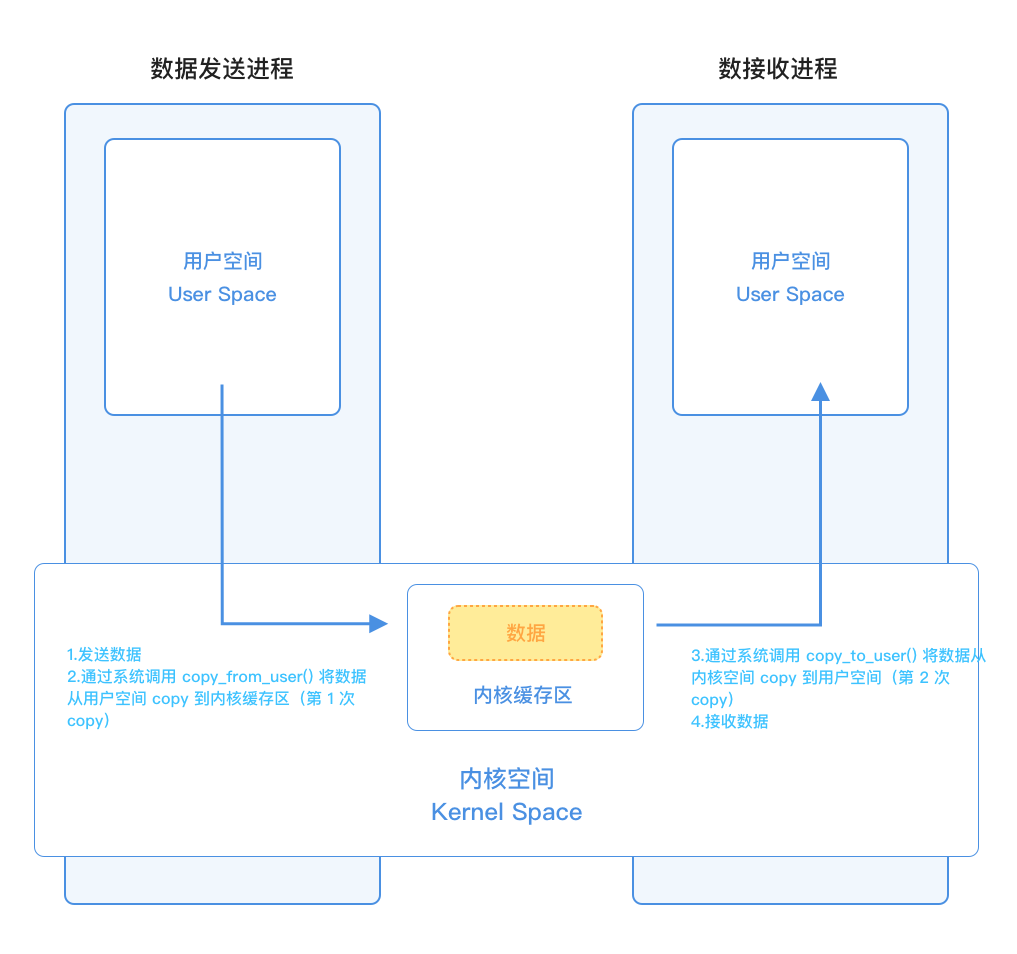 数据发送进程
数接收进程
用户空间
User Space
用户空间
User Space
数据
内核缓存区
1.发送数据
2.通过系统调用 copy_from_user() 将数据
从用户空间 copy 到内核缓存区（第 1 次
copy）
3.通过系统调用 copy_to_user() 将数据从
内核空间 copy 到用户空间（第 2 次
copy）
4.接收数据
内核空间
Kernel Space